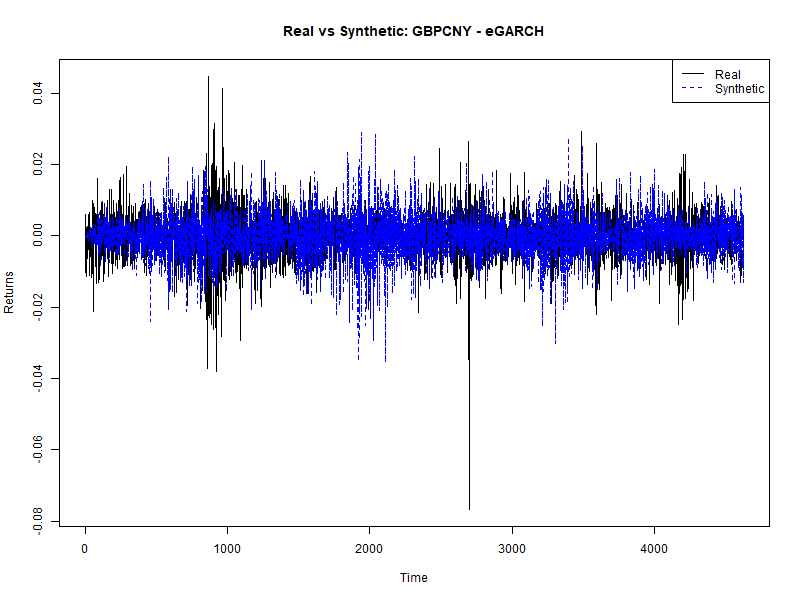 Real vs Synthetic: GBPCNY - eGARCH
Real
Synthetic
0.04
0.02
0.00
-0.02
-0.04
-0.06
-0.08
Returns
0
1000
2000
3000
4000
Time